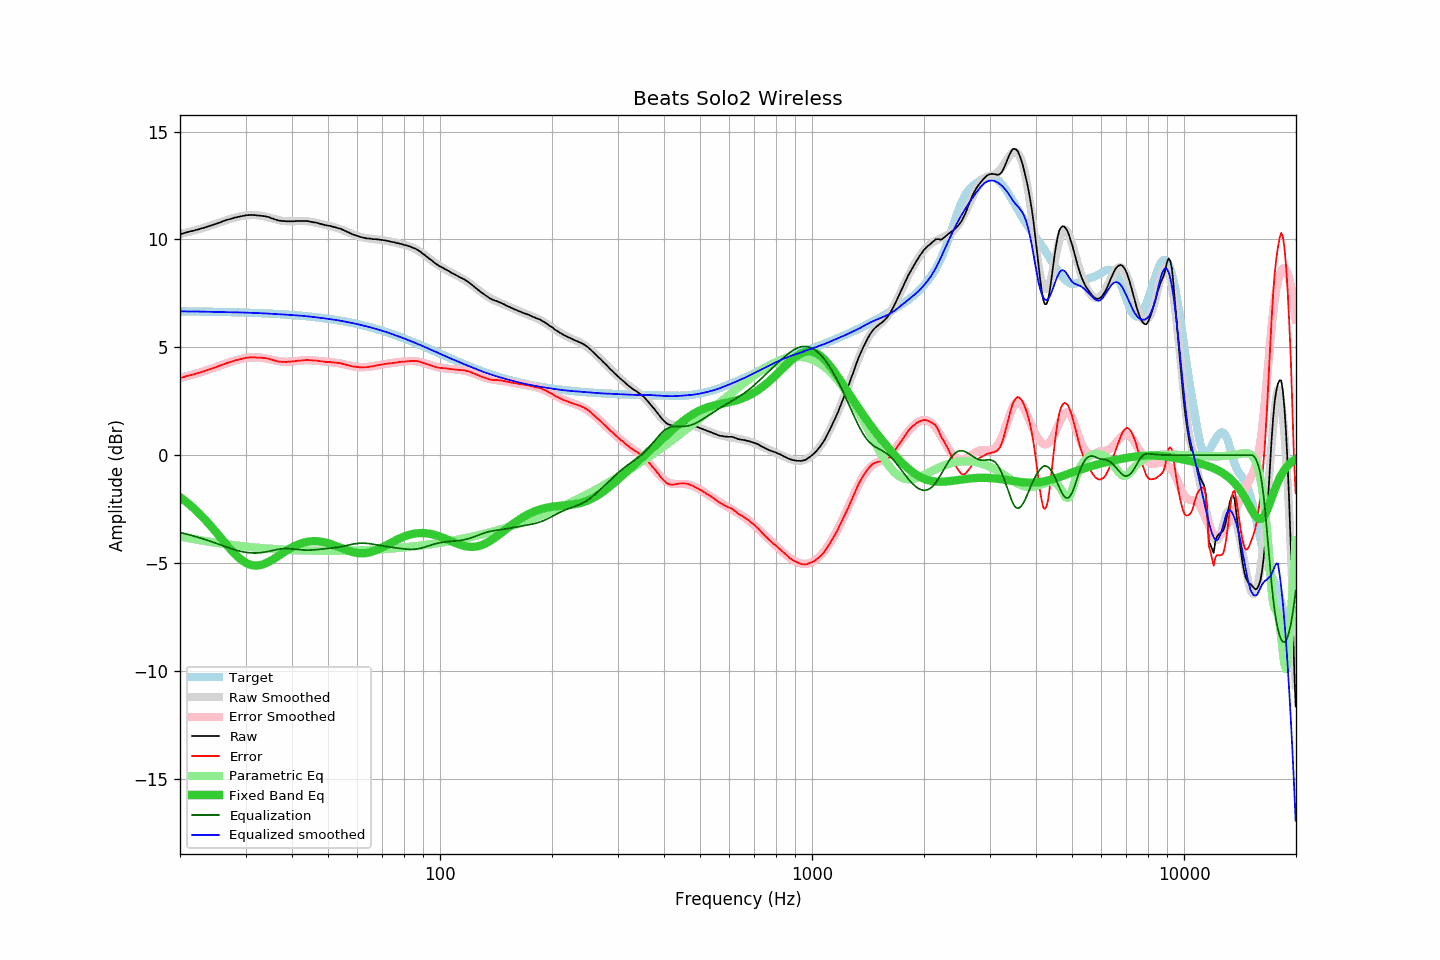 Beats Solo2 Wireless
15
10
5
0
−5
−10
−15
Amplitude (dBr)
Target
Raw Smoothed
Error Smoothed
Raw
Error
Parametric Eq
Fixed Band Eq
Equalization
Equalized smoothed
100 1000 10000
Frequency (Hz)